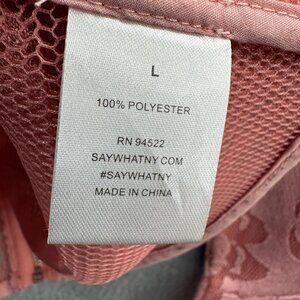 L
100% POLYESTER
RN 94522
SAYWHATNY COM
#SAYWHATNY
MADE IN CHINA